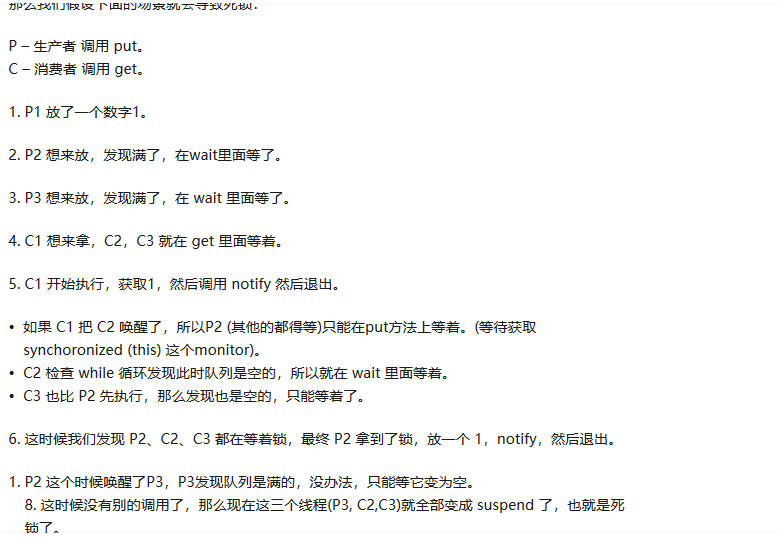 那么我们假设下面的场景就会导致死锁：
P – 生产者 调用 put。
C – 消费者 调用 get。
1. P1 放了一个数字1。
2. P2 想来放，发现满了，在wait里面等了。
3. P3 想来放，发现满了，在 wait 里面等了。
4. C1 想来拿，C2，C3 就在 get 里面等着。
5. C1 开始执行，获取1，然后调用 notify 然后退出。
• 如果 C1 把 C2 唤醒了，所以P2 (其他的都得等)只能在put方法上等着。(等待获取
synchoronized (this) 这个monitor)。
• C2 检查 while 循环发现此时队列是空的，所以就在 wait 里面等着。
• C3 也比 P2 先执行，那么发现也是空的，只能等着了。
6. 这时候我们发现 P2、C2、C3 都在等着锁，最终 P2 拿到了锁，放一个 1，notify，然后退出。
1. P2 这个时候唤醒了P3，P3发现队列是满的，没办法，只能等它变为空。
8. 这时候没有别的调用了，那么现在这三个线程(P3, C2,C3)就全部变成 suspend 了，也就是死
锁了。